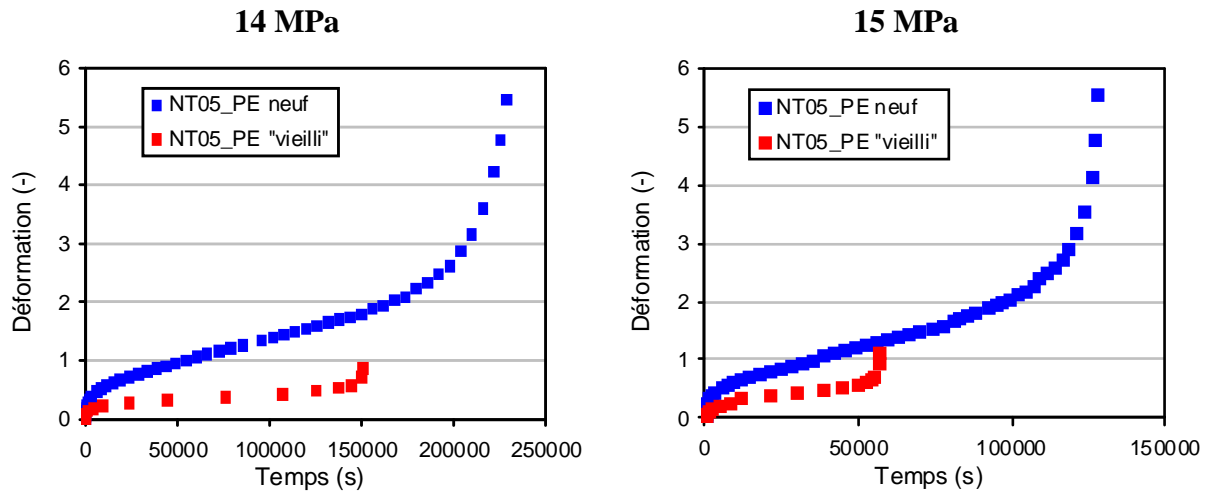 14 MPa
6
5
4
3
2
1
0
Déformation (-)
NT05_PE neuf
NT05_PE "vieilli"
0
50000
100000
150000
200000
250000
Temps (s)
15 MPa
6
5
4
3
2
1
0
Déformation (-)
NT05_PE neuf
NT05_PE "vieilli"
0
50000
100000
150000
Temps (s)